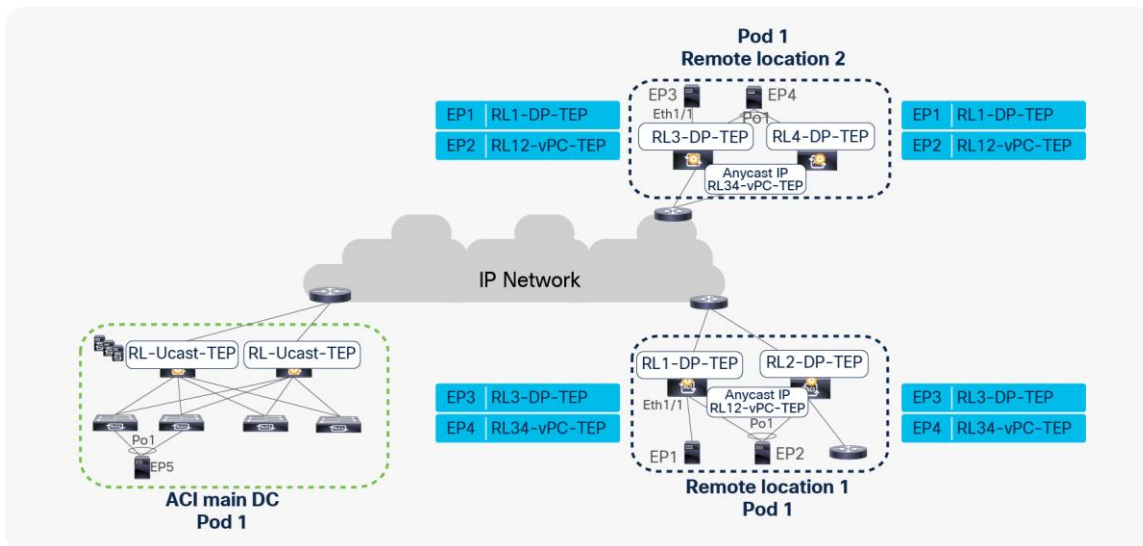 Pod 1
Remote location 2
EP3
EP4
Eth1/1
Po1
EP1 RL1-DP-TEP
EP2 RL12-vPC-TEP
RL3-DP-TEP
RL4-DP-TEP
EP1 RL1-DP-TEP
EP2 RL12-vPC-TEP
Anycast IP
RL34-vPC-TEP
IP Network
RL-Ucast-TEP
RL-Ucast-TEP
Po1
EP5
ACI main DC
Pod 1
RL1-DP-TEP
RL2-DP-TEP
EP3 RL3-DP-TEP
EP4 RL34-vPC-TEP
Eth1/1
Anycast IP
RL12-vPC-TEP
Po1
EP1
EP2
EP3 RL3-DP-TEP
EP4 RL34-vPC-TEP
Remote location 1
Pod 1